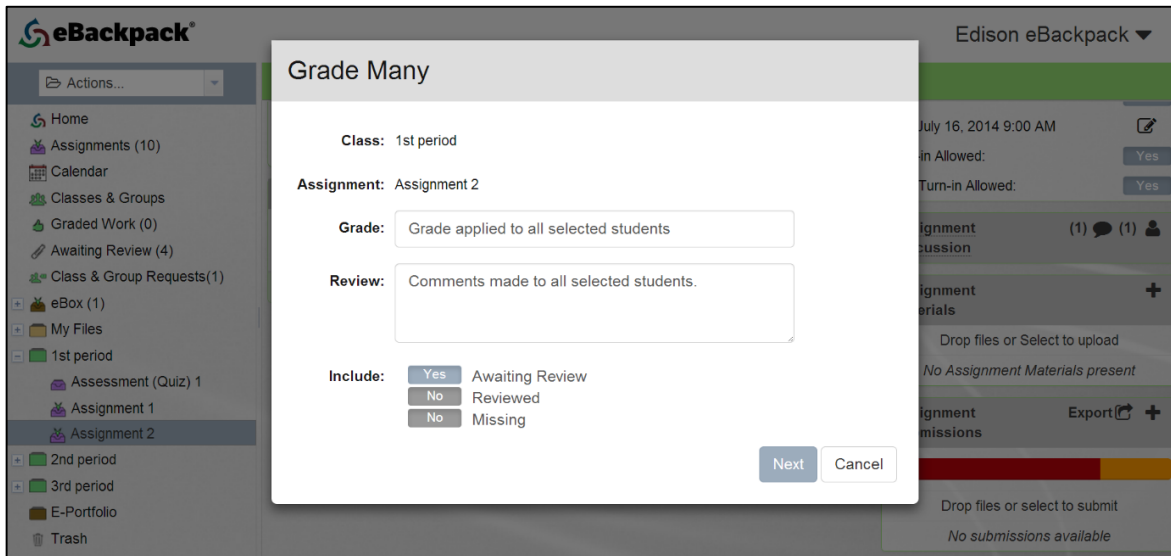 eBackpack®
Edison eBackpack
Actions...
Home
Assignments (10)
Calendar
Classes & Groups
Graded Work (0)
Awaiting Review (4)
Class & Group Requests(1)
eBox (1)
My Files
1st period
Assessment (Quiz) 1
Assignment 1
Assignment 2
2nd period
3rd period
E-Portfolio
Trash
Grade Many
Class: 1st period
Assignment: Assignment 2
Grade: Grade applied to all selected students
Review: Comments made to all selected students.
Include: Yes Awaiting Review
No Reviewed
No Missing
Next Cancel
July 16, 2014 9:00 AM
-in Allowed: Yes
Turn-in Allowed: Yes
ignment (1) (1)
cussion
ignment
erials
Drop files or Select to upload
No Assignment Materials present
ignment Export
missions
Drop files or select to submit
No submissions available